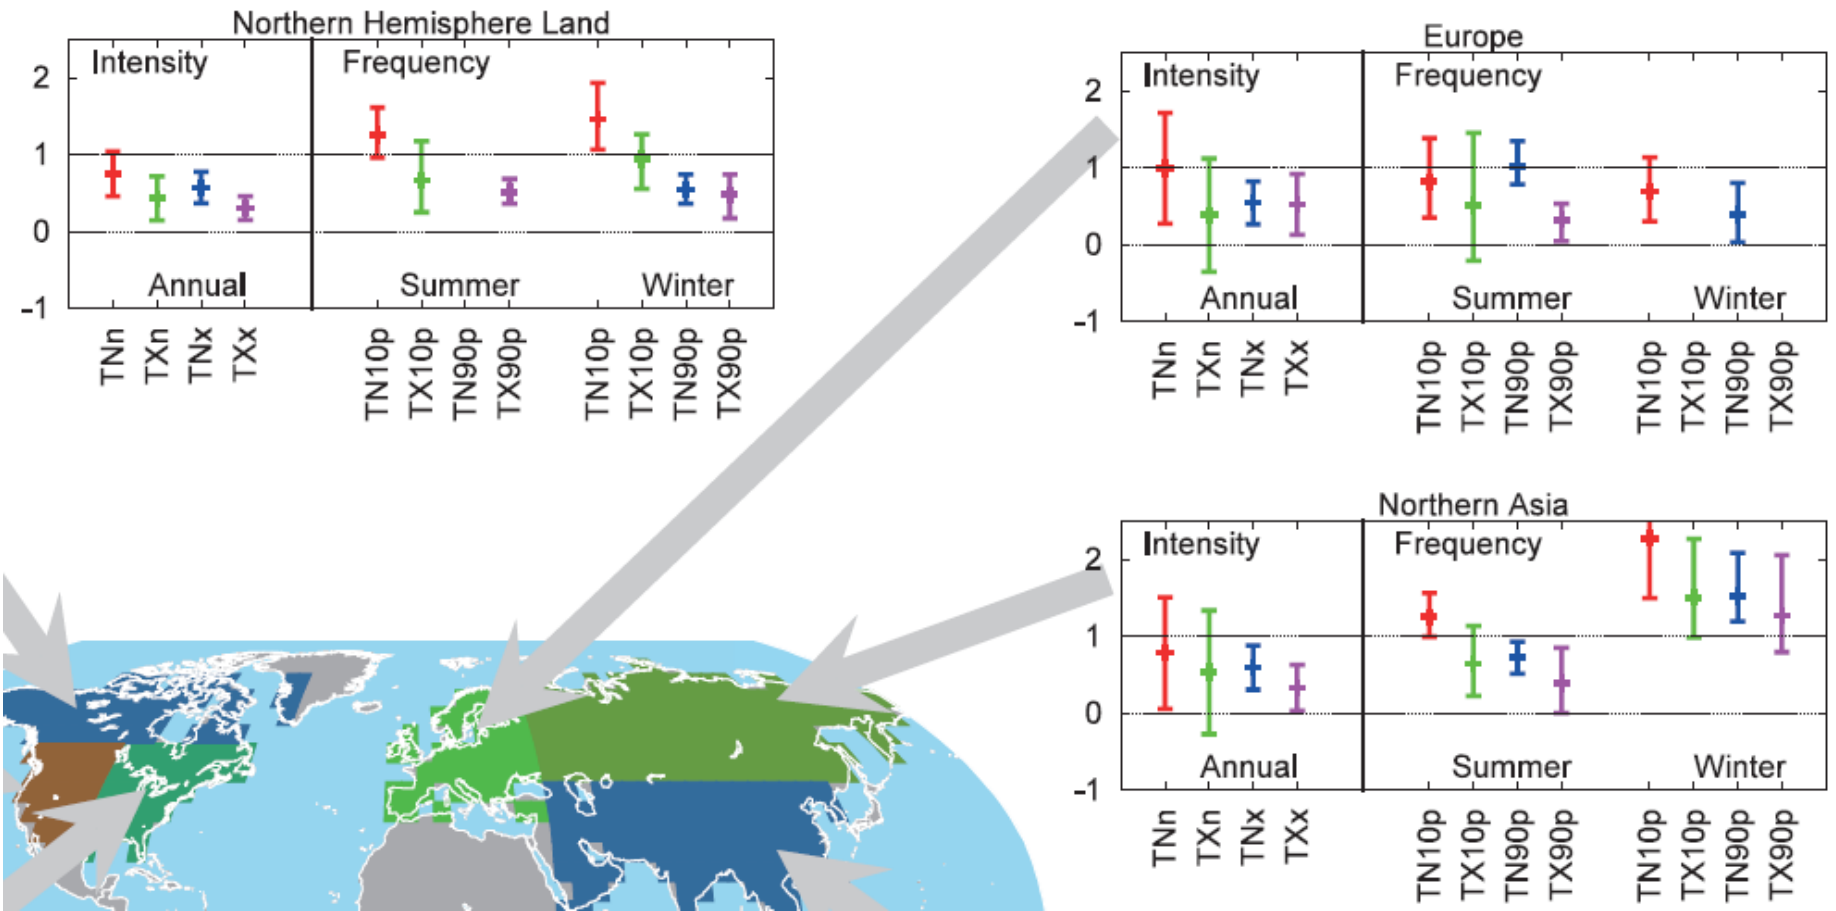 Northern Hemisphere Land
Intensity
Frequency
2
1
0
-1
Annual
Summer
Winter
TNn
TXn
TNx
TXx
TN10p
TX10p
TN90p
TX90p
TN10p
TX10p
TN90p
TX90p
Europe
Intensity
Frequency
2
1
0
-1
Annual
Summer
Winter
TNn
TXn
TNx
TXx
TN10p
TX10p
TN90p
TX90p
TN10p
TX10p
TN90p
TX90p
Northern Asia
Intensity
Frequency
2
1
0
-1
Annual
Summer
Winter
TNn
TXn
TNx
TXx
TN10p
TX10p
TN90p
TX90p
TN10p
TX10p
TN90p
TX90p